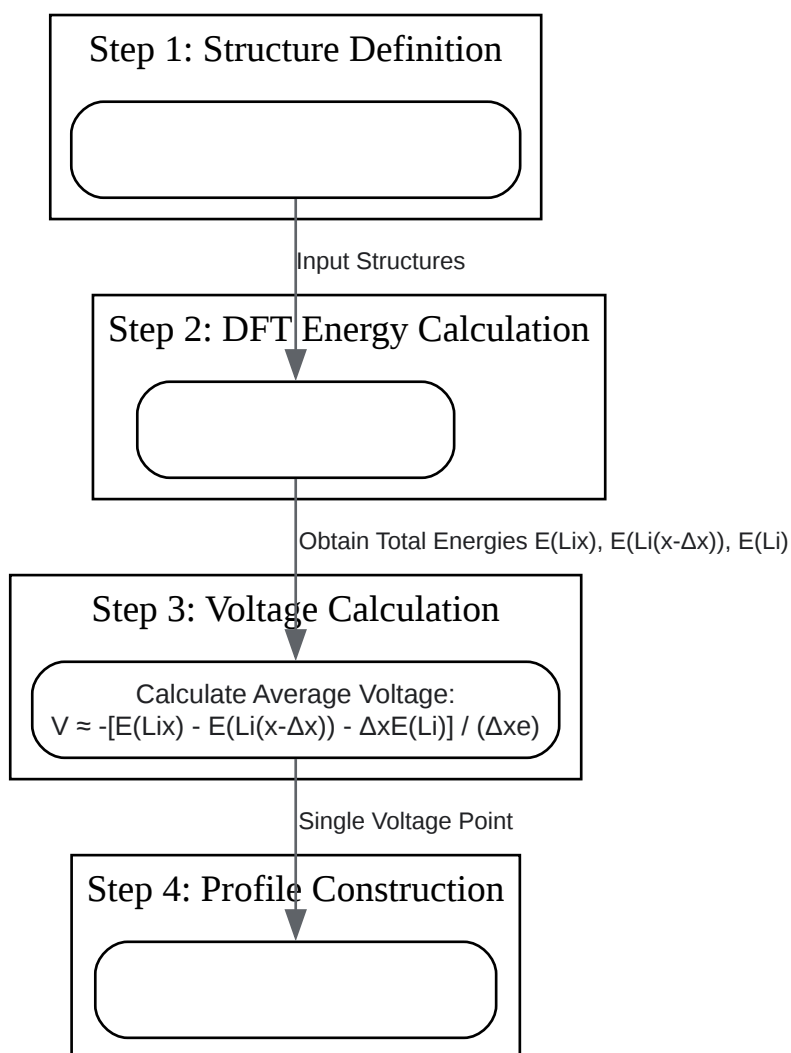 Step 1: Structure Definition
Input Structures
Step 2: DFT Energy Calculation
Obtain Total Energies E(Lix), E(Li(x-Δx)), E(Li)
Step 3: Voltage Calculation
Calculate Average Voltage:
V ≈ -[E(Lix) - E(Li(x-Δx)) - ΔxE(Li)] / (Δxe)
Single Voltage Point
Step 4: Profile Construction